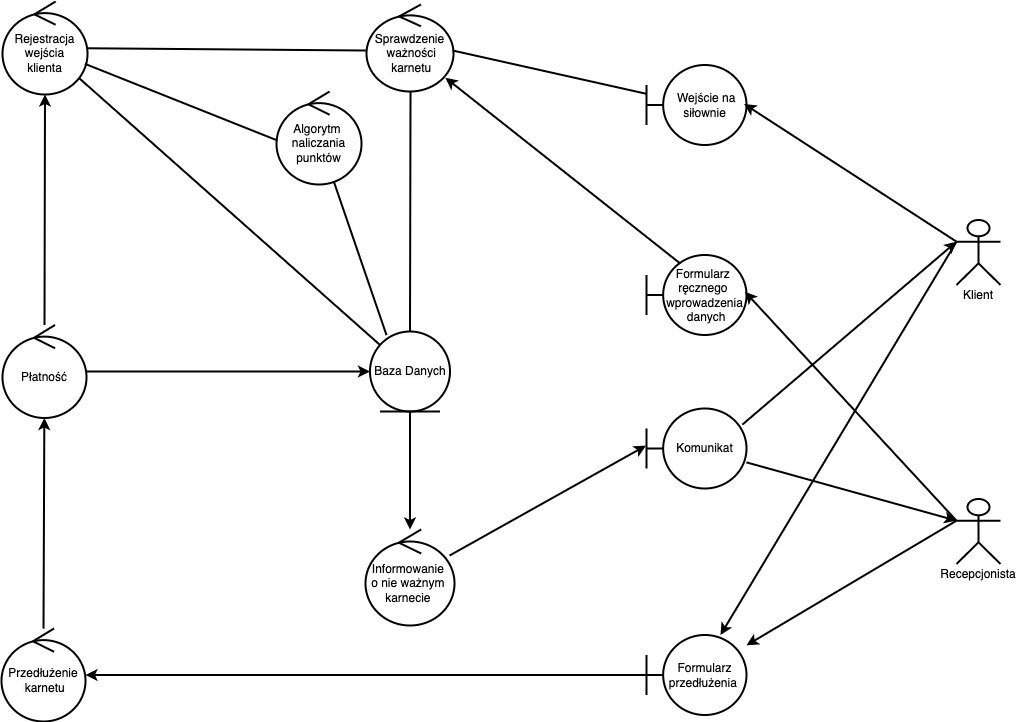 Rejestracja
wejścia
klienta
Sprawdzenie
ważności
karnetu
Wejście na
siłownie
Algorytm
naliczania
punktów
Formularz
ręcznego
wprowadzenia
danych
Klient
Płatność
Baza Danych
Komunikat
Informowanie
o nie ważnym
karnecie
Recepcjonista
Przedłużenie
karnetu
Formularz
przedłużenia